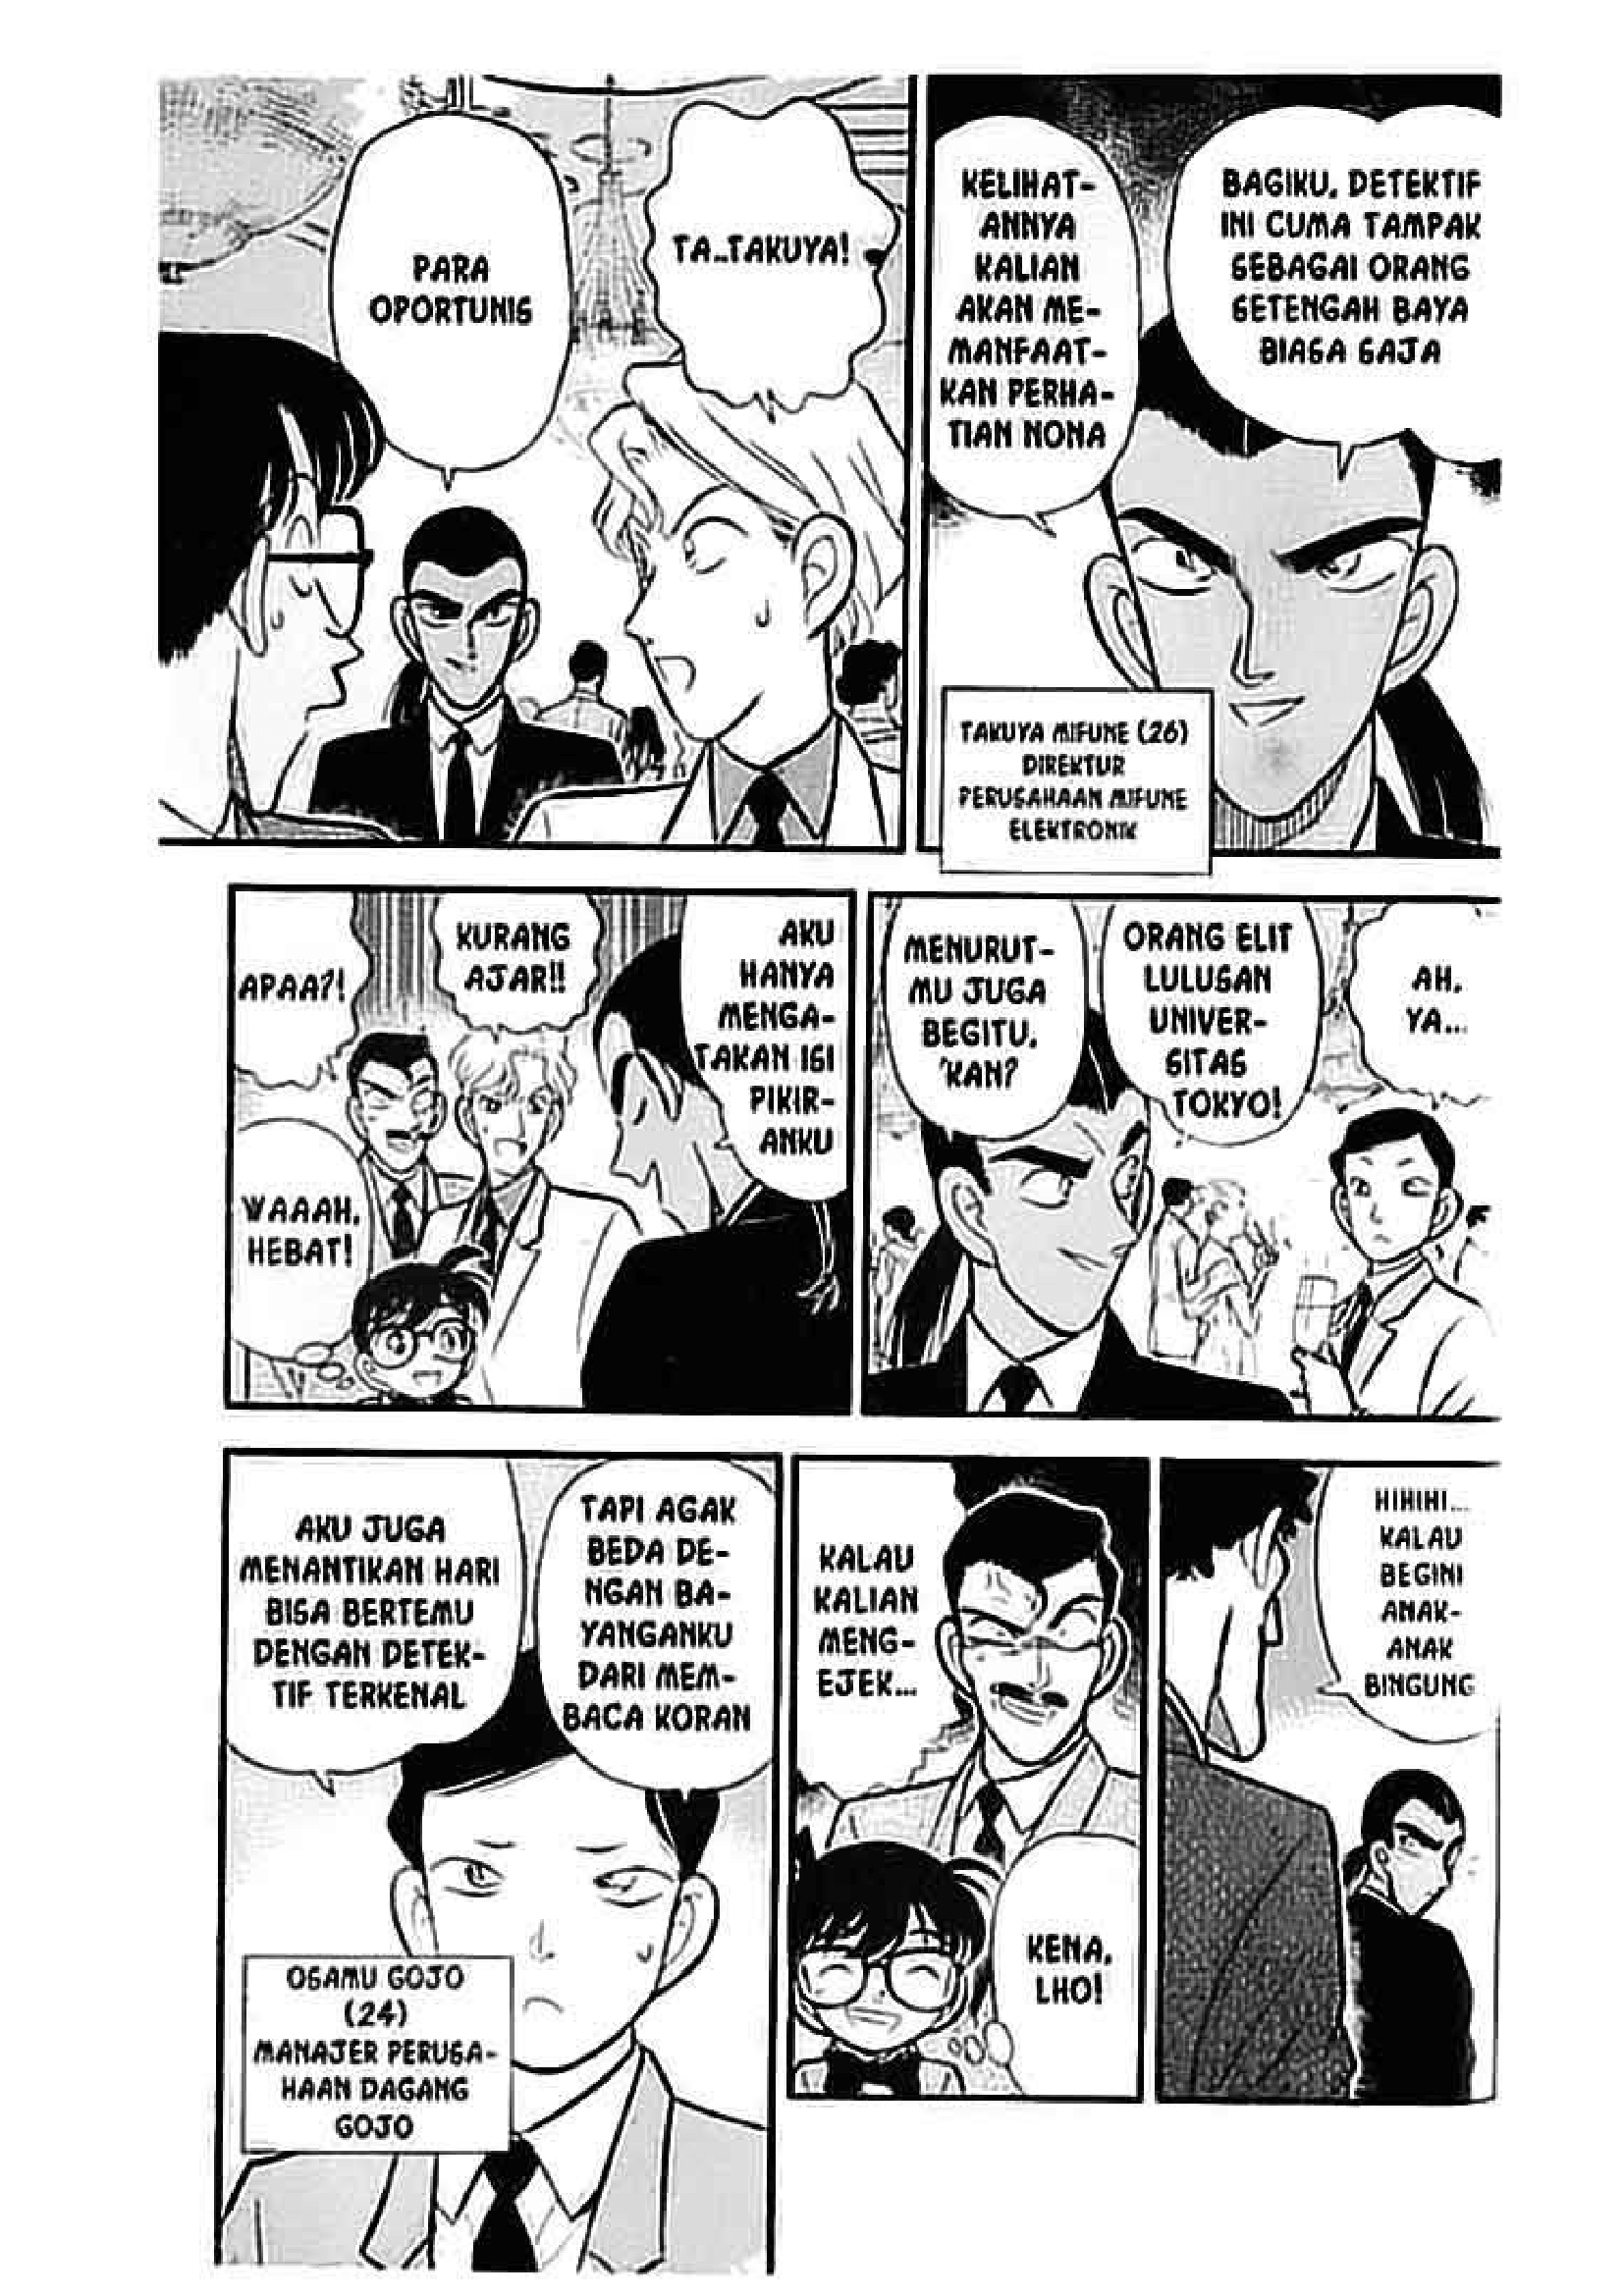 BAGIKU, DETEKTIF
INI CUMA TAMPAK
SEBAGAI ORANG
SETENGAH BAYA
BIASA SAJA
KELIHAT-
ANNYA
KALIAN
AKAN ME-
MANFAAT-
KAN PERHA-
TIAN NONA
TAKUYA MIFUNE (26)
DIREKTUR
PERUSAHAAN MIFUNE
ELEKTRONIK
TA..TAKUYA!
PARA
OPORTUNIS
AH,
YA...
ORANG ELIT
LULUSAN
UNIVER-
SITAS
TOKYO!
MENURUT-
MU JUGA
BEGITU,
'KAN?
AKU
HANYA
MENGA-
TAKAN ISI
PIKIR-
ANKU
KURANG
AJAR!!
APAA?!
WAAAH,
HEBAT!
HIHIHI...
KALAU
BEGINI
ANAK-
ANAK
BINGUNG
KALAU
KALIAN
MENG-
EJEK...
KENA,
LHO!
TAPI AGAK
BEDA DE-
NGAN BA-
YANGANKU
DARI MEM-
BACA KORAN
AKU JUGA
MENANTIKAN HARI
BISA BERTEMU
DENGAN DETEK-
TIF TERKENAL
OSAMU GOJO
(24)
MANAJER PERUSA-
HAAN DAGANG
GOJO